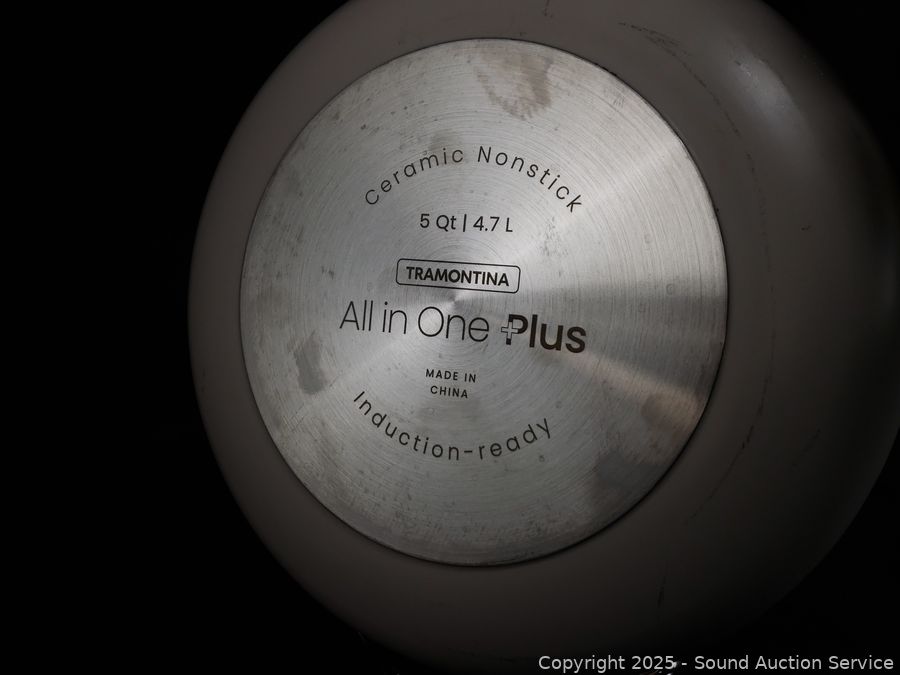 Ceramic Nonstick
5 Qt | 4.7 L
TRAMONTINA
All in One Plus
MADE IN
CHINA
Induction-ready
Copyright 2025 - Sound Auction Service